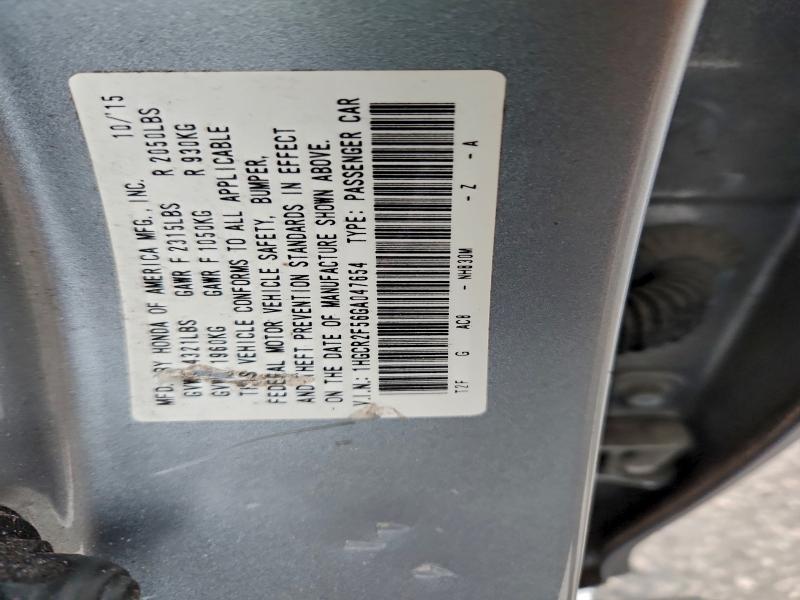 MFD. BY HONDA OF AMERICA MFG., INC. 10/'15
4321LBS GAWR F 2315LBS R 2050LBS
1960KG GAWR F 1050KG R 930KG
THIS VEHICLE CONFORMS TO ALL APPLICABLE
FEDERAL MOTOR VEHICLE SAFETY, BUMPER,
AND THEFT PREVENTION STANDARDS IN EFFECT
ON THE DATE OF MANUFACTURE SHOWN ABOVE.
V.I.N.: 1HGCR2F56GA047654 TYPE: PASSENGER CAR
T2F G AC8 - NH830M - Z - A